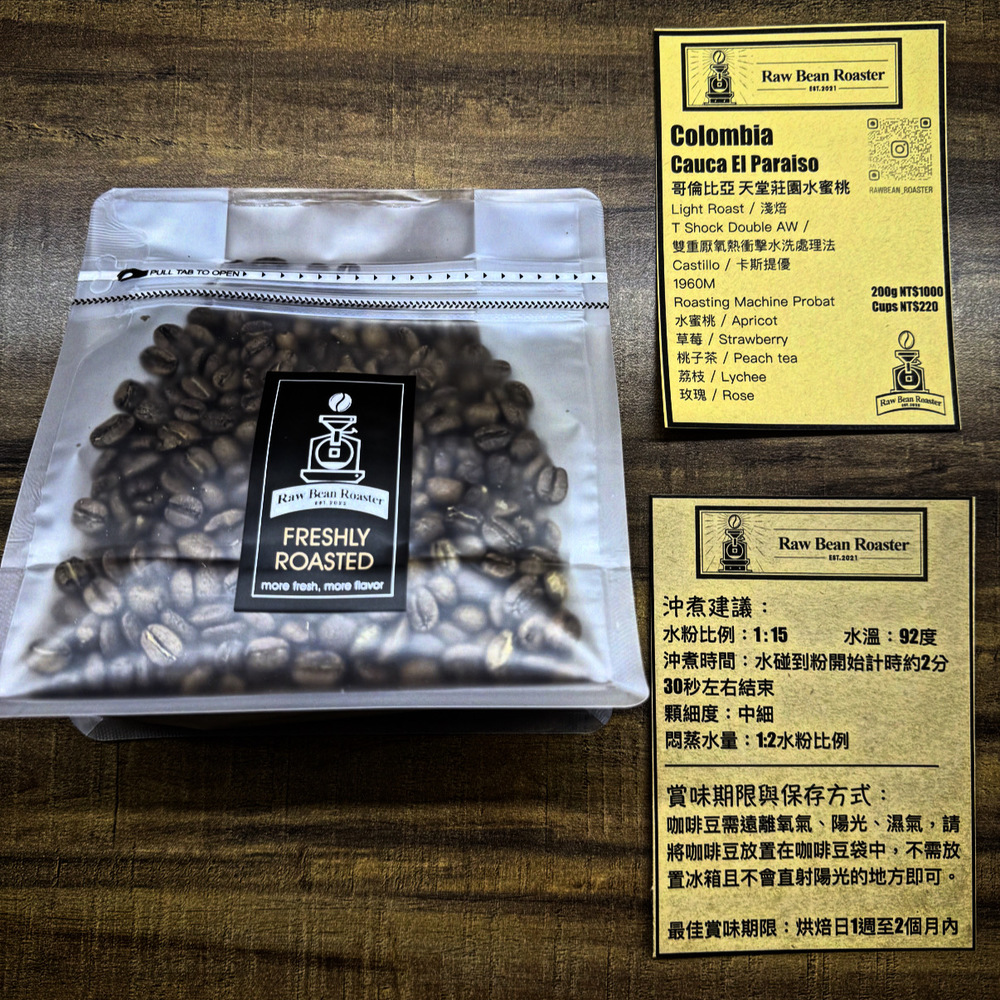 PULL TAB TO OPEN
Raw Bean Roaster
EST.2021
FRESHLY
ROASTED
more fresh, more flavor
Raw Bean Roaster
EST.2021
Colombia
Cauca El Paraiso
哥倫比亞 天堂莊園水蜜桃
RAWBEAN_ROASTER
Light Roast / 淺焙
T Shock Double AW /
雙重厭氧熱衝擊水洗處理法
Castillo / 卡斯提優
1960M
Roasting Machine Probat
200g NT$1000
Cups NT$220
水蜜桃 / Apricot
草莓 / Strawberry
桃子茶 / Peach tea
荔枝 / Lychee
玫瑰 / Rose
Raw Bean Roaster
Raw Bean Roaster
EST.2021
沖煮建議：
水粉比例：1:15 水溫：92度
沖煮時間：水碰到粉開始計時約2分
30秒左右結束
顆細度：中細
悶蒸水量：1:2水粉比例
賞味期限與保存方式：
咖啡豆需遠離氧氣、陽光、濕氣，請
將咖啡豆放置在咖啡豆袋中，不需放
置冰箱且不會直射陽光的地方即可。
最佳賞味期限：烘焙日1週至2個月內